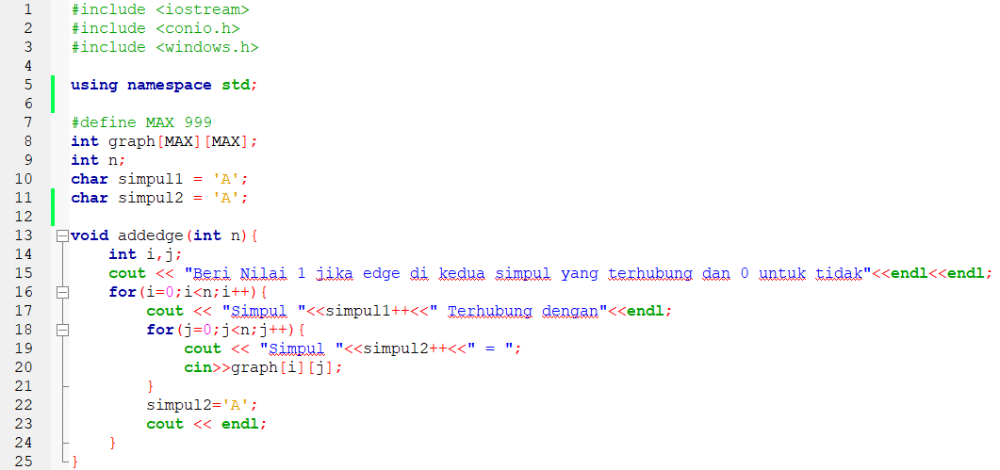 1 #include <iostream>
2 #include <conio.h>
3 #include <windows.h>
4
5 using namespace std;
6
7 #define MAX 999
8 int graph[MAX][MAX];
9 int n;
10 char simpul1 = 'A';
11 char simpul2 = 'A';
12
13 void addedge(int n){
14 int i,j;
15 cout << "Beri Nilai 1 jika edge di kedua simpul yang terhubung dan 0 untuk tidak"<<endl<<endl;
16 for(i=0;i<n;i++){
17 cout << "Simpul "<<simpul1++<<" Terhubung dengan"<<endl;
18 for(j=0;j<n;j++){
19 cout << "Simpul "<<simpul2++<<" = ";
20 cin>>graph[i][j];
21 }
22 simpul2='A';
23 cout << endl;
24 }
25 }